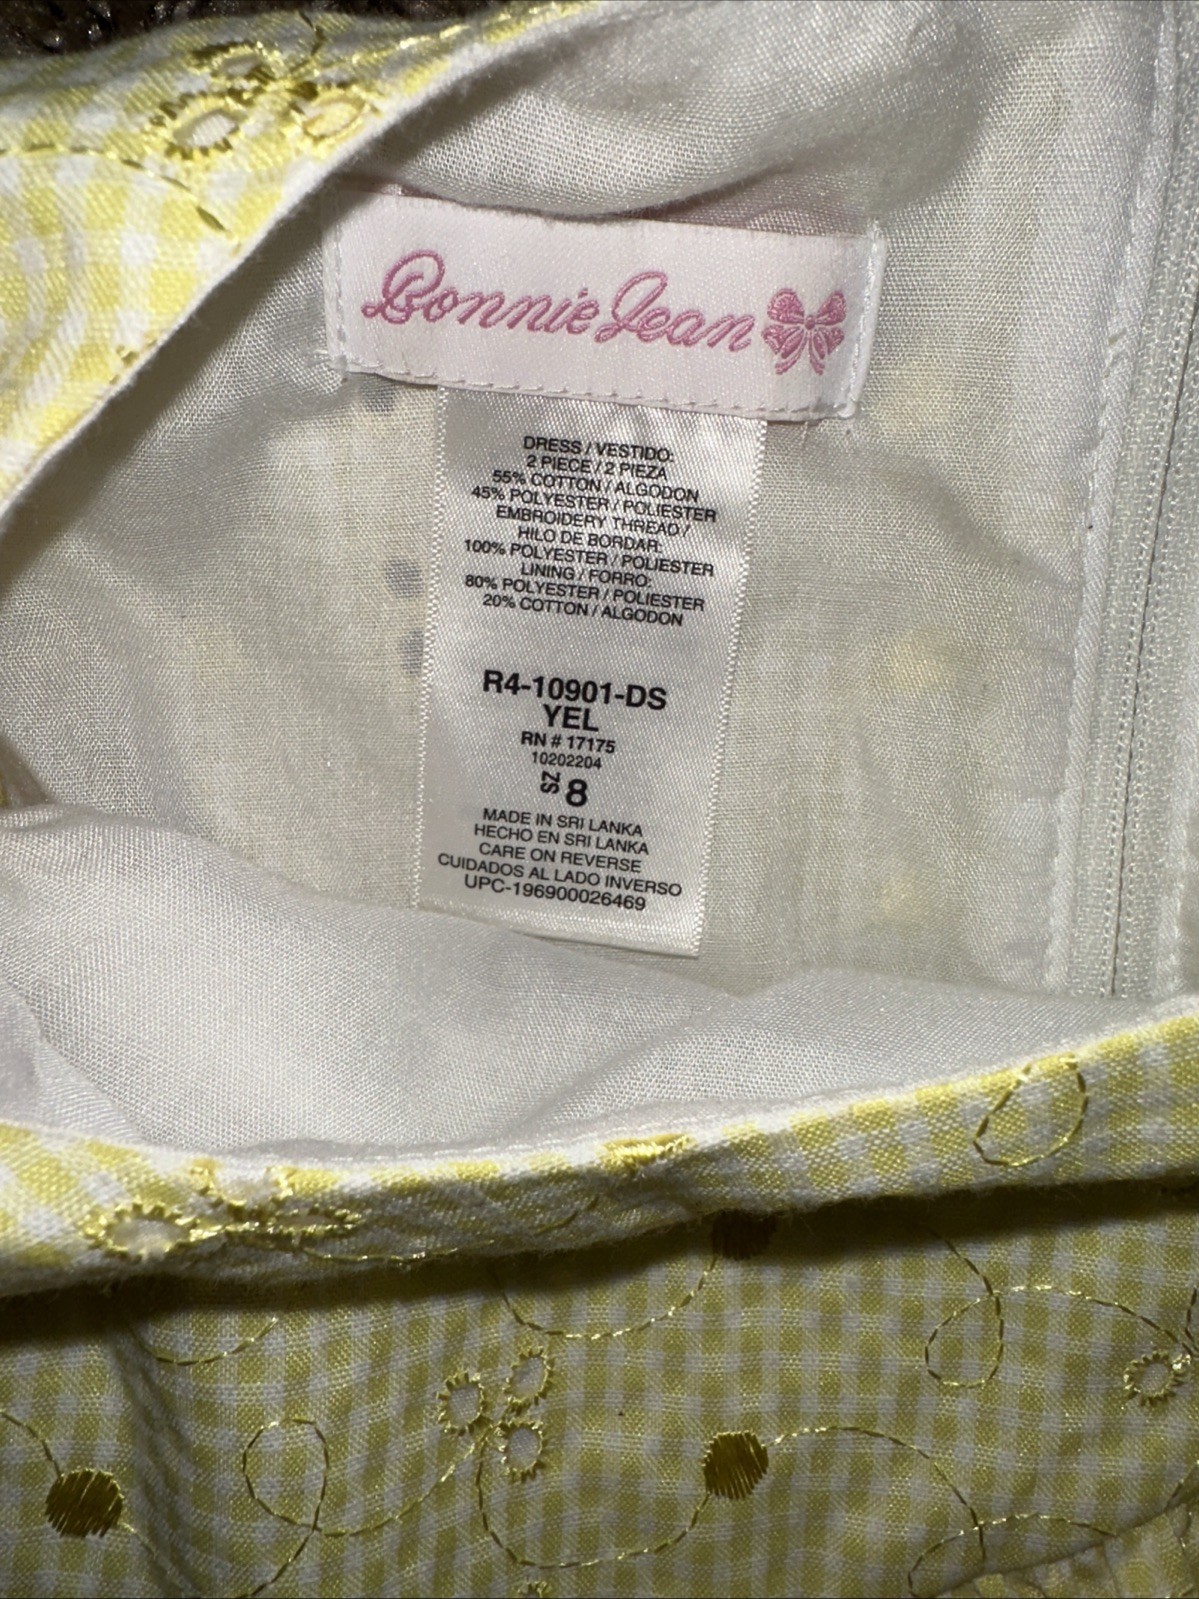 Bonnie Jean
DRESS / VESTIDO:
2 PIECE / 2 PIEZA
55% COTTON / ALGODON
45% POLYESTER / POLIESTER
EMBROIDERY THREAD /
HILO DE BORDAR:
100% POLYESTER / POLIESTER
LINING / FORRO:
80% POLYESTER / POLIESTER
20% COTTON / ALGODON
R4-10901-DS
YEL
RN # 17175
10202204
SZ 8
MADE IN SRI LANKA
HECHO EN SRI LANKA
CARE ON REVERSE
CUIDADOS AL LADO INVERSO
UPC-196900026469